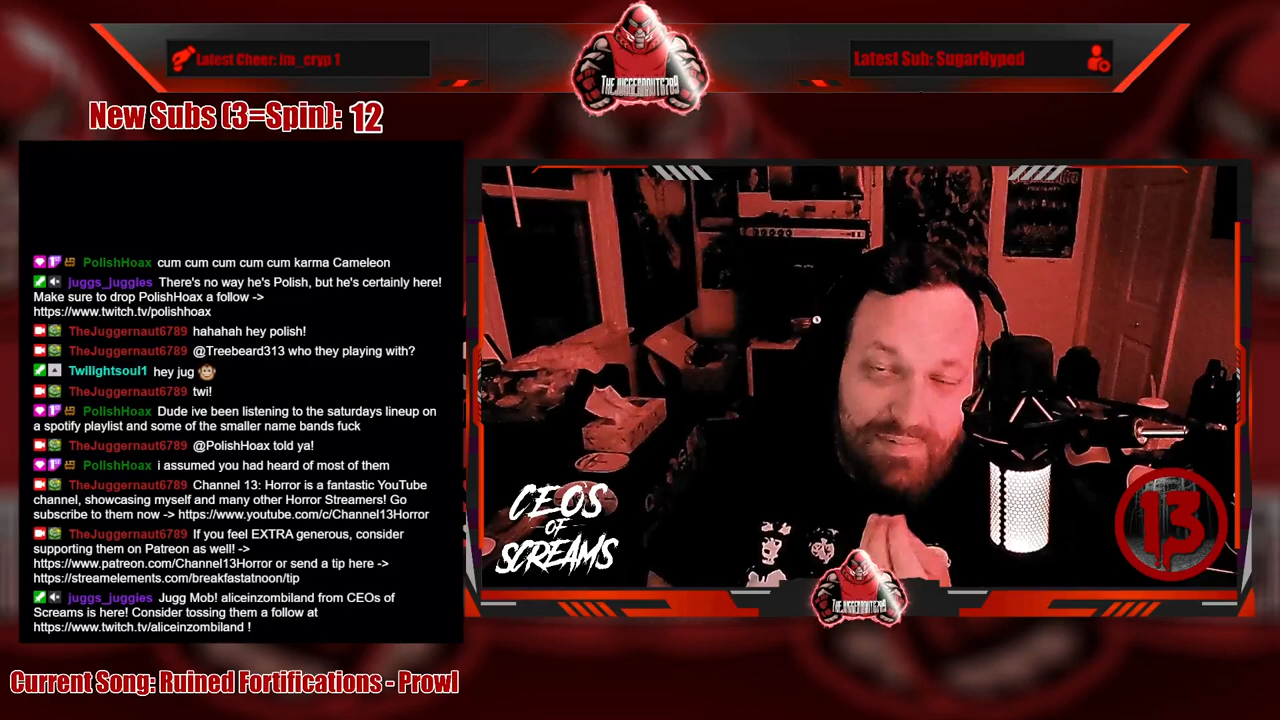 Latest Cheer: im_cryp 1
THEJUGGERNAUT6789
Latest Sub: SugarHyped
New Subs (3=Spin): 12
PolishHoax cum cum cum cum cum karma Cameleon
juggs_juggies There's no way he's Polish, but he's certainly here!
Make sure to drop PolishHoax a follow ->
https://www.twitch.tv/polishhoax
TheJuggernaut6789 hahahah hey polish!
TheJuggernaut6789 @Treebeard313 who they playing with?
Twilightsoul1 hey jug
TheJuggernaut6789 twi!
PolishHoax Dude ive been listening to the saturdays lineup on
a spotify playlist and some of the smaller name bands fuck
TheJuggernaut6789 @PolishHoax told ya!
PolishHoax i assumed you had heard of most of them
TheJuggernaut6789 Channel 13: Horror is a fantastic YouTube
channel, showcasing myself and many other Horror Streamers! Go
subscribe to them now -> https://www.youtube.com/c/Channel13Horror
TheJuggernaut6789 If you feel EXTRA generous, consider
supporting them on Patreon as well! ->
https://www.patreon.com/Channel13Horror or send a tip here ->
https://streamelements.com/breakfastatnoon/tip
juggs_juggies Jugg Mob! aliceinzombiland from CEOs of
Screams is here! Consider tossing them a follow at
https://www.twitch.tv/aliceinzombiland !
CEOS
OF
SCREAMS
13
THEJUGGERNAUT6789
Current Song: Ruined Fortifications - Prowl